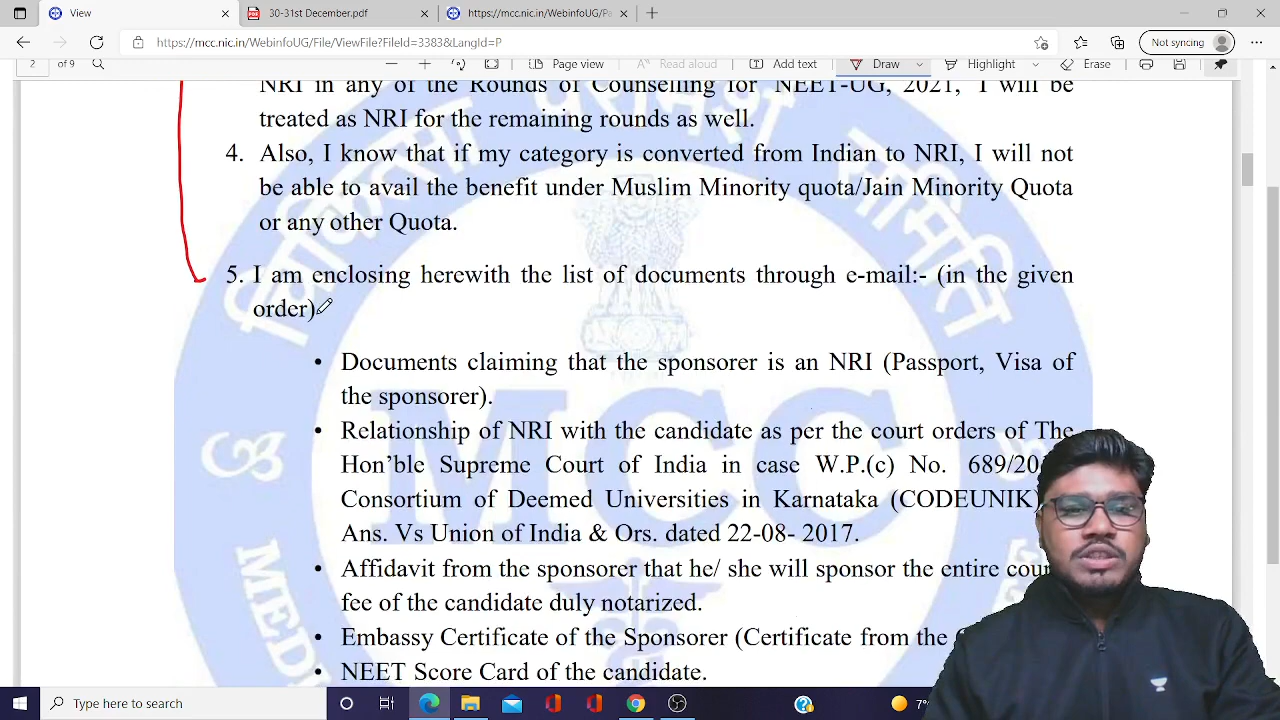 View
30-31st December.pdf
https://mcc.nic.in/WebinfoUG/Pa
https://mcc.nic.in/WebinfoUG/File/ViewFile?FileId=3383&LangId=P
Not syncing
2 of 9
Page view
Read aloud
Add text
Draw
Highlight
Erase
NRI in any of the Rounds of Counselling for NEET-UG, 2021, I will be
treated as NRI for the remaining rounds as well.
4. Also, I know that if my category is converted from Indian to NRI, I will not
be able to avail the benefit under Muslim Minority quota/Jain Minority Quota
or any other Quota.
5. I am enclosing herewith the list of documents through e-mail:- (in the given
order)
• Documents claiming that the sponsorer is an NRI (Passport, Visa of
the sponsorer).
• Relationship of NRI with the candidate as per the court orders of The
Hon'ble Supreme Court of India in case W.P.(c) No. 689/20
Consortium of Deemed Universities in Karnataka (CODEUNIK)
Ans. Vs Union of India & Ors. dated 22-08- 2017.
• Affidavit from the sponsorer that he/ she will sponsor the entire cour
fee of the candidate duly notarized.
• Embassy Certificate of the Sponsorer (Certificate from the
• NEET Score Card of the candidate.
MCC
Type here to search